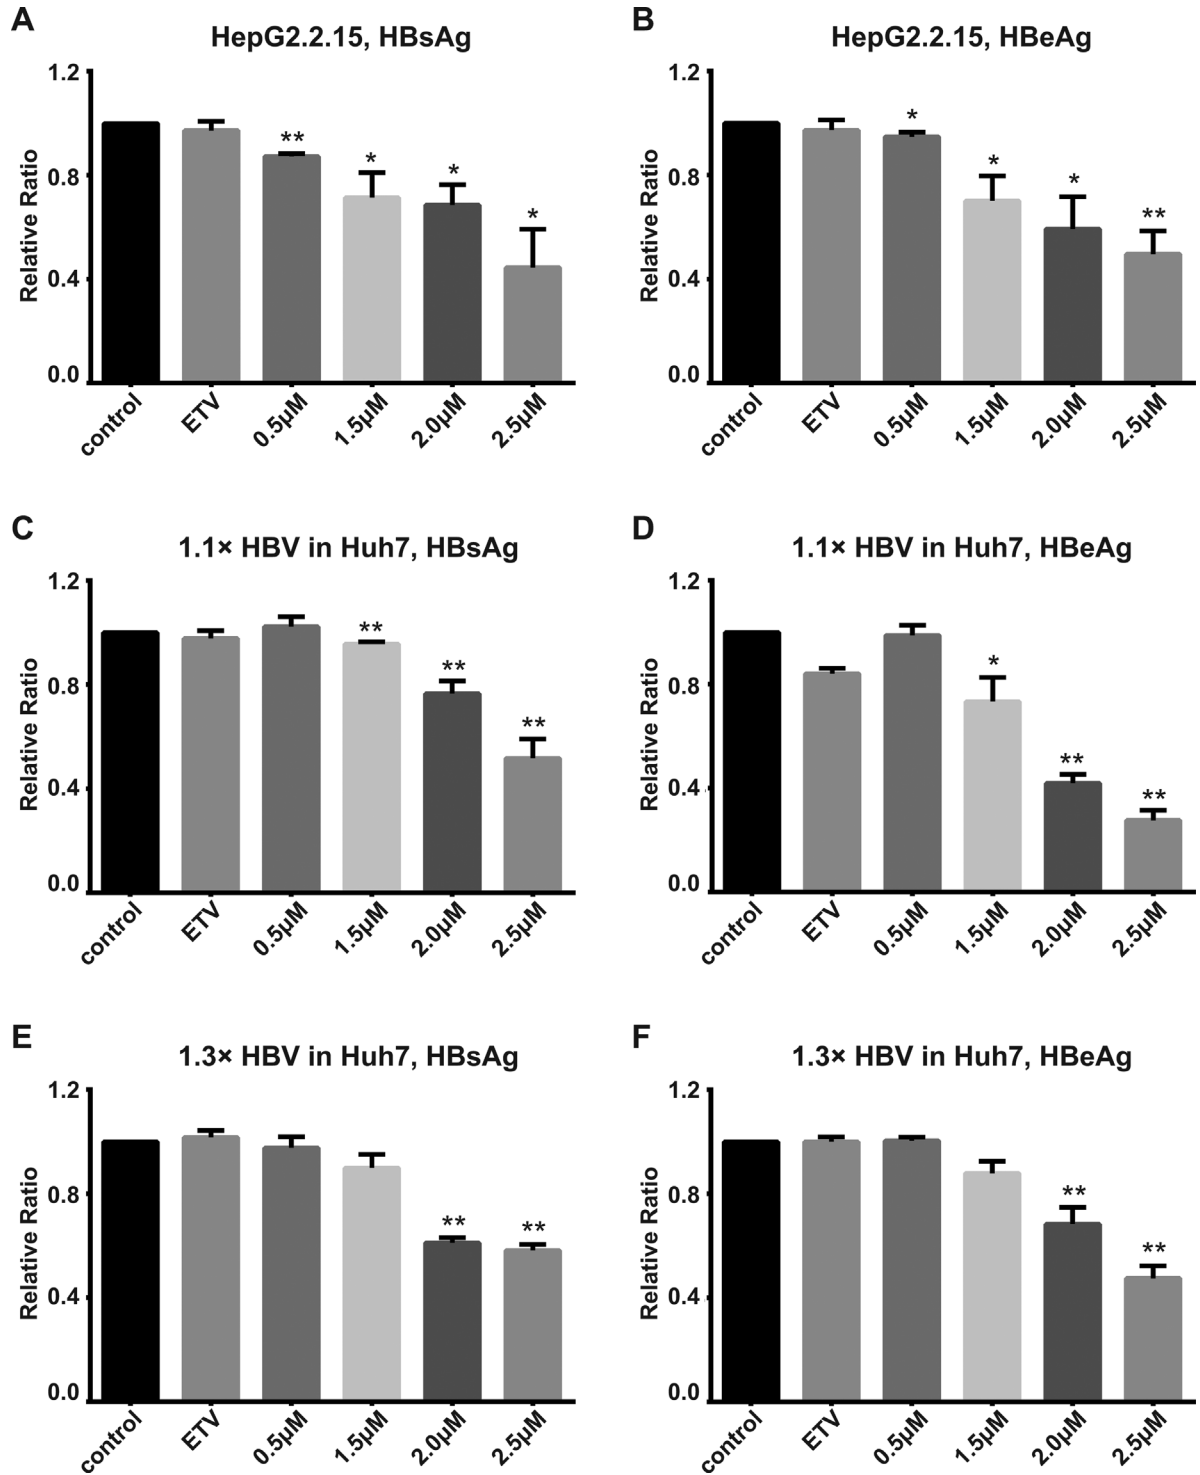 A
HepG2.2.15, HBsAg
1.2
0.8
0.4
0.0
Relative Ratio
**
*
*
*
control
ETV
0.5μM
1.5μM
2.0μM
2.5μM
B
HepG2.2.15, HBeAg
1.2
0.8
0.4
0.0
Relative Ratio
*
*
*
**
control
ETV
0.5μM
1.5μM
2.0μM
2.5μM
C
1.1× HBV in Huh7, HBsAg
1.2
0.8
0.4
0.0
Relative Ratio
**
**
**
control
ETV
0.5μM
1.5μM
2.0μM
2.5μM
D
1.1× HBV in Huh7, HBeAg
1.2
0.8
0.4
0.0
Relative Ratio
*
**
**
control
ETV
0.5μM
1.5μM
2.0μM
2.5μM
E
1.3× HBV in Huh7, HBsAg
1.2
0.8
0.4
0.0
Relative Ratio
**
**
control
ETV
0.5μM
1.5μM
2.0μM
2.5μM
F
1.3× HBV in Huh7, HBeAg
1.2
0.8
0.4
0.0
Relative Ratio
**
**
control
ETV
0.5μM
1.5μM
2.0μM
2.5μM